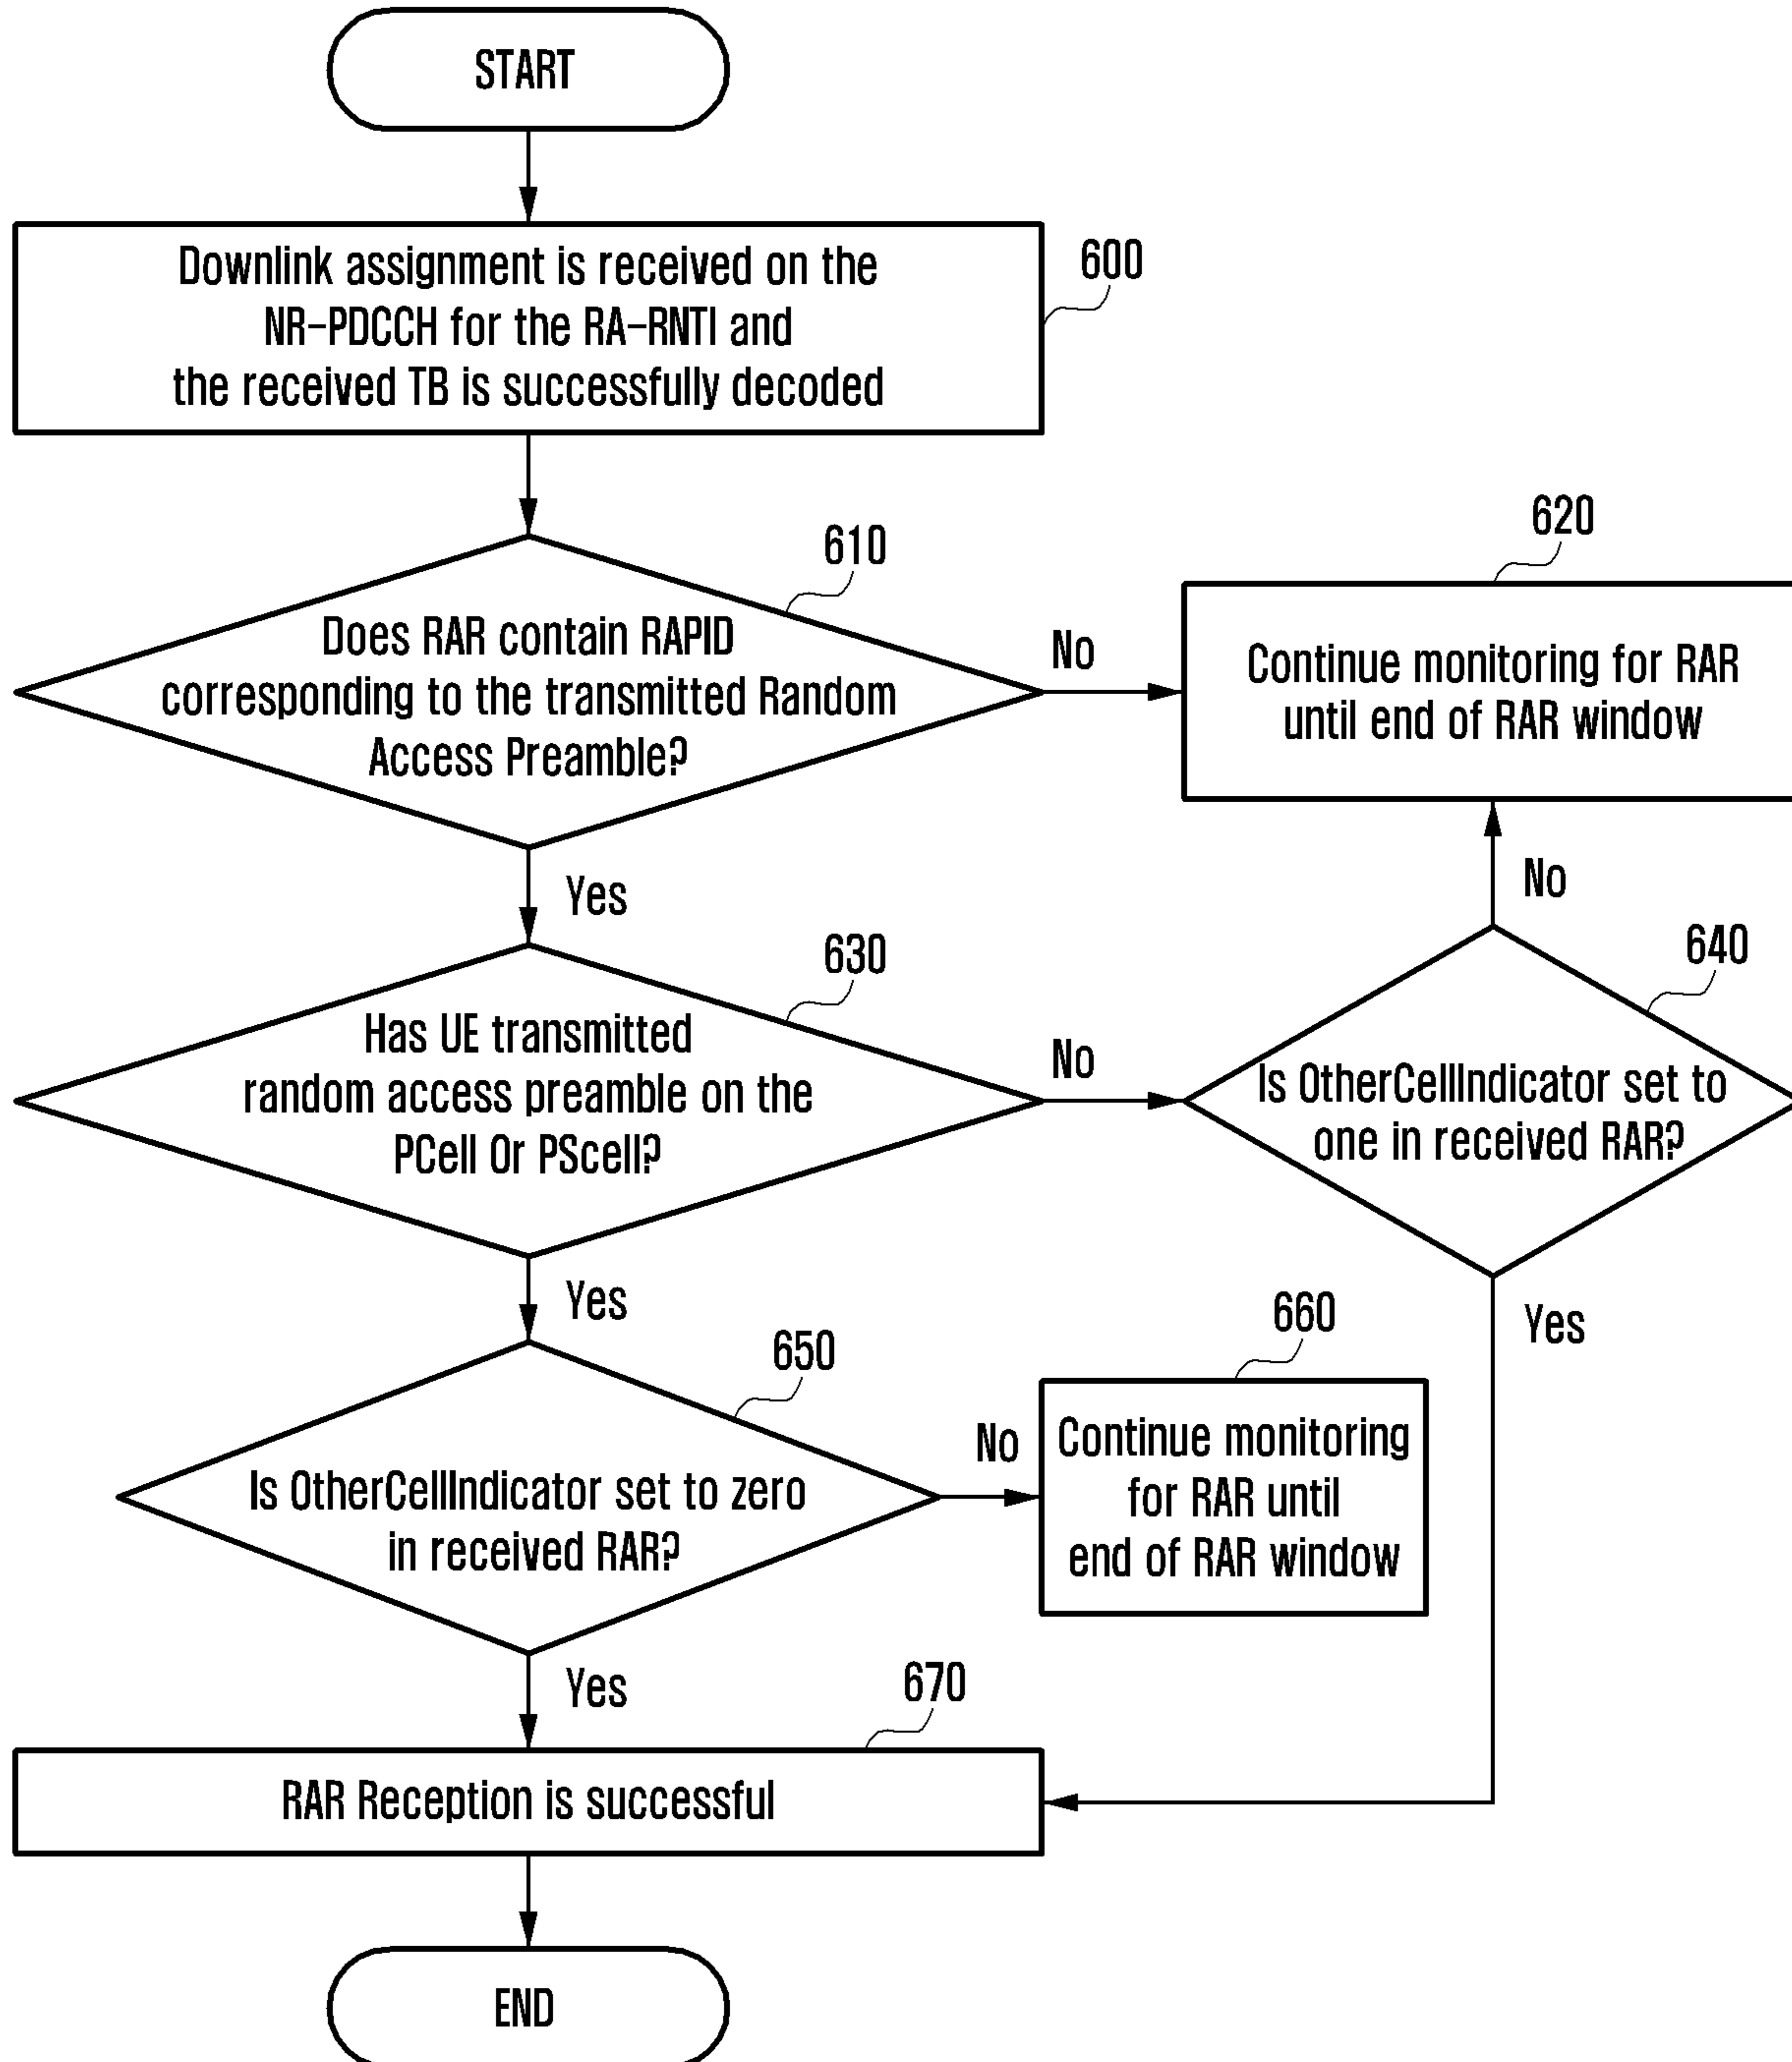 START
Downlink assignment is received on the
NR-PDCCH for the RA-RNTI and
the received TB is successfully decoded
600
610
Does RAR contain RAPID
corresponding to the transmitted Random
Access Preamble?
No
620
Continue monitoring for RAR
until end of RAR window
Yes
No
630
Has UE transmitted
random access preamble on the
PCell Or PScell?
No
640
Is OtherCellIndicator set to
one in received RAR?
Yes
Yes
650
Is OtherCellIndicator set to zero
in received RAR?
No
660
Continue monitoring
for RAR until
end of RAR window
Yes
670
RAR Reception is successful
END